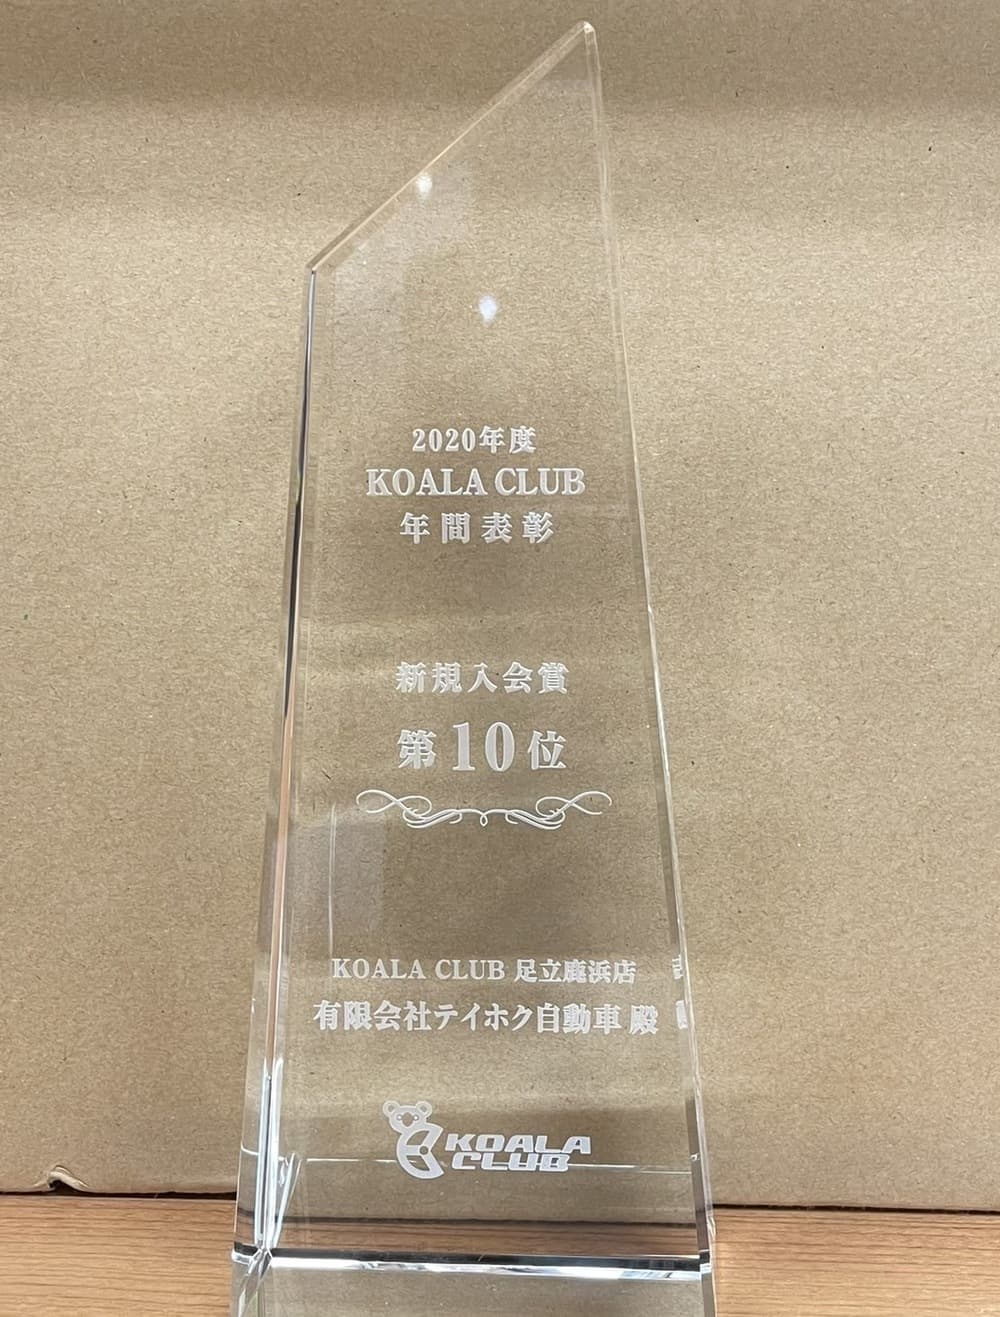 2020年度
KOALA CLUB
年間表彰
新規入会賞
第10位
KOALA CLUB 足立鹿浜店
有限会社テイホク自動車 殿
KOALA
CLUB